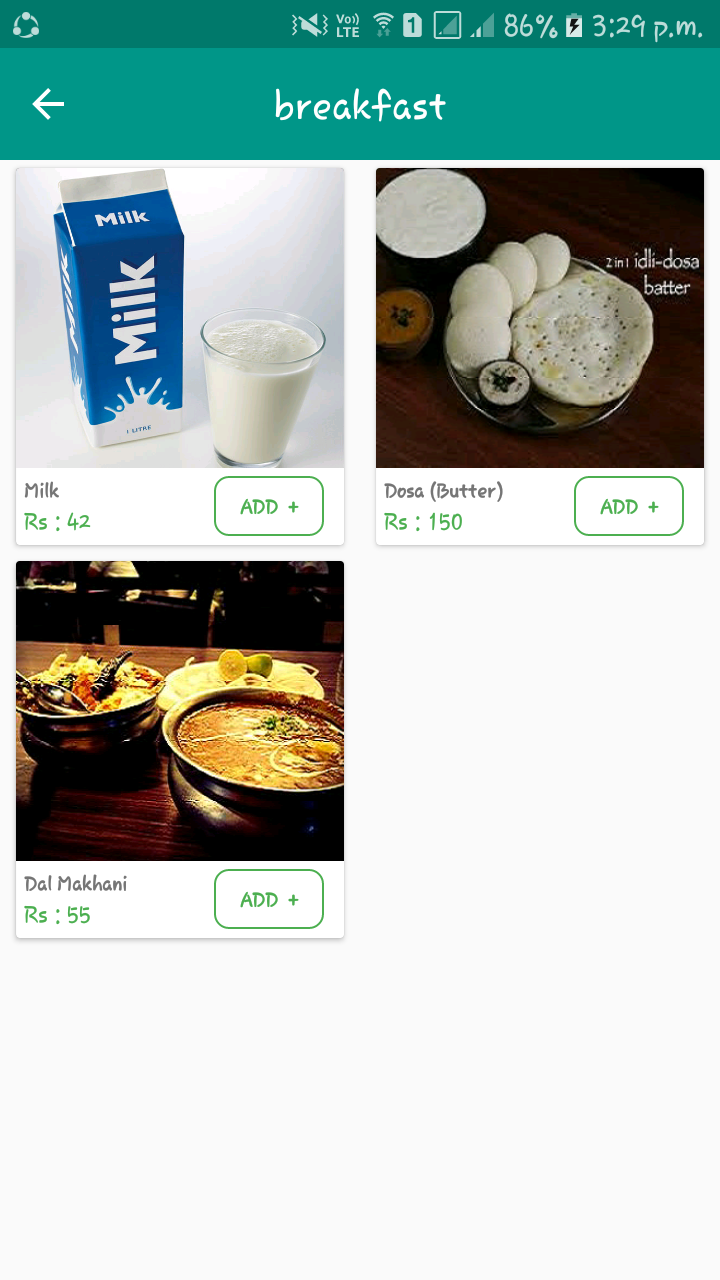 Vo)) LTE 1 86% 3:29 p.m.
breakfast
Milk
Milk
Milk
1 LITRE
2 in 1 idli-dosa
batter
Milk
Rs : 42
ADD +
Dosa (Butter)
Rs : 150
ADD +
Dal Makhani
Rs : 55
ADD +